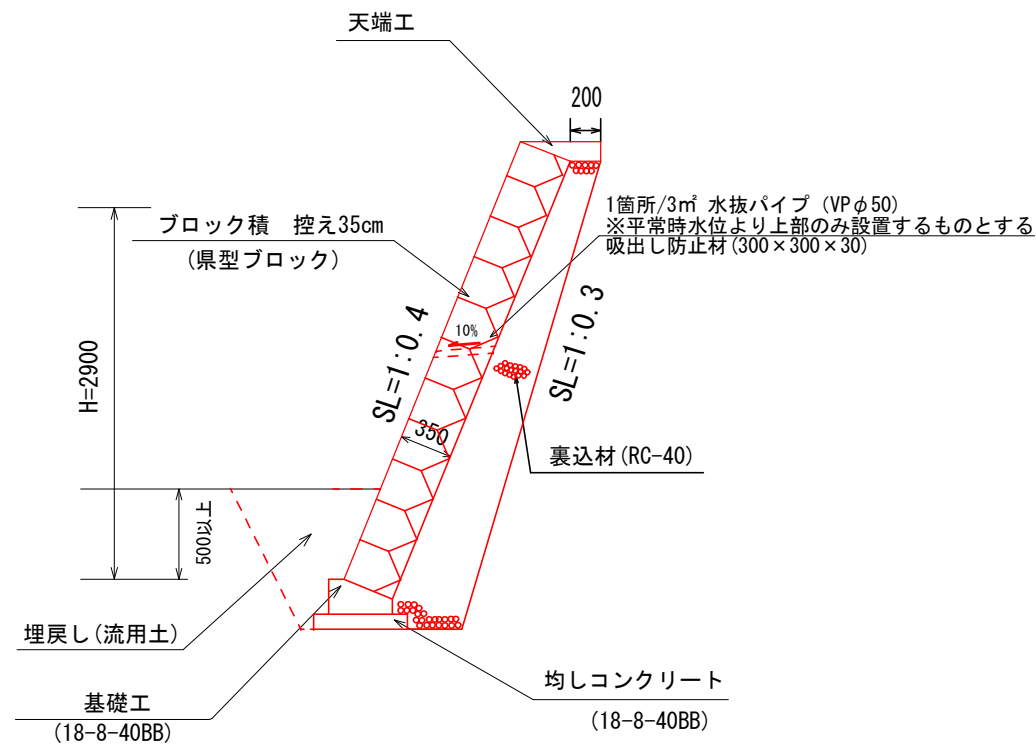 天端工
200
1箇所/3㎡ 水抜パイプ (VPφ50)
※平常時水位より上部のみ設置するものとする
吸出し防止材(300×300×30)
ブロック積 控え35cm
(県型ブロック)
10%
SL=1:0.4
SL=1:0.3
H=2900
350
裏込材(RC-40)
500以上
埋戻し(流用土)
均しコンクリート
(18-8-40BB)
基礎工
(18-8-40BB)